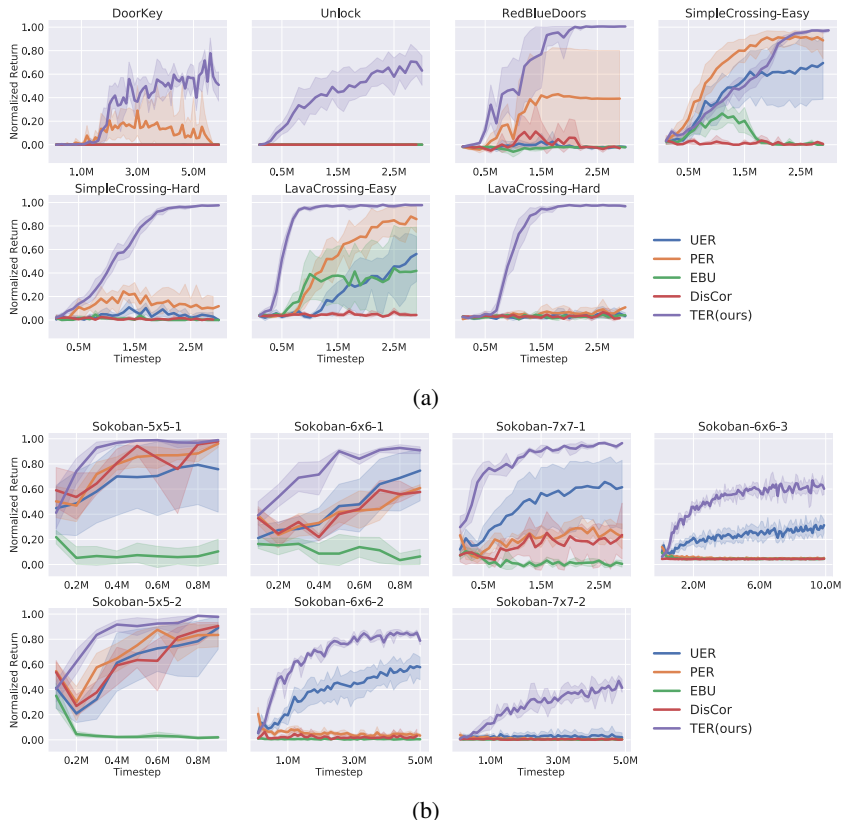 DoorKey Unlock RedBlueDoors SimpleCrossing-Easy
Normalized Return
1.00
0.80
0.60
0.40
0.20
0.00
1.0M 3.0M 5.0M 0.5M 1.5M 2.5M 0.5M 1.5M 2.5M 0.5M 1.5M 2.5M
Timestep
SimpleCrossing-Hard LavaCrossing-Easy LavaCrossing-Hard
Normalized Return
1.00
0.80
0.60
0.40
0.20
0.00
0.5M 1.5M 2.5M 0.5M 1.5M 2.5M 0.5M 1.5M 2.5M
Timestep Timestep Timestep
UER
PER
EBU
DisCor
TER(ours)
(a)
Sokoban-5x5-1 Sokoban-6x6-1 Sokoban-7x7-1 Sokoban-6x6-3
Normalized Return
1.00
0.80
0.60
0.40
0.20
0.00
0.2M 0.4M 0.6M 0.8M 0.2M 0.4M 0.6M 0.8M 0.5M 1.5M 2.5M 2.0M 6.0M 10.0M
Timestep
Sokoban-5x5-2 Sokoban-6x6-2 Sokoban-7x7-2
Normalized Return
1.00
0.80
0.60
0.40
0.20
0.00
0.2M 0.4M 0.6M 0.8M 1.0M 3.0M 5.0M 1.0M 3.0M 5.0M
Timestep Timestep Timestep
UER
PER
EBU
DisCor
TER(ours)
(b)